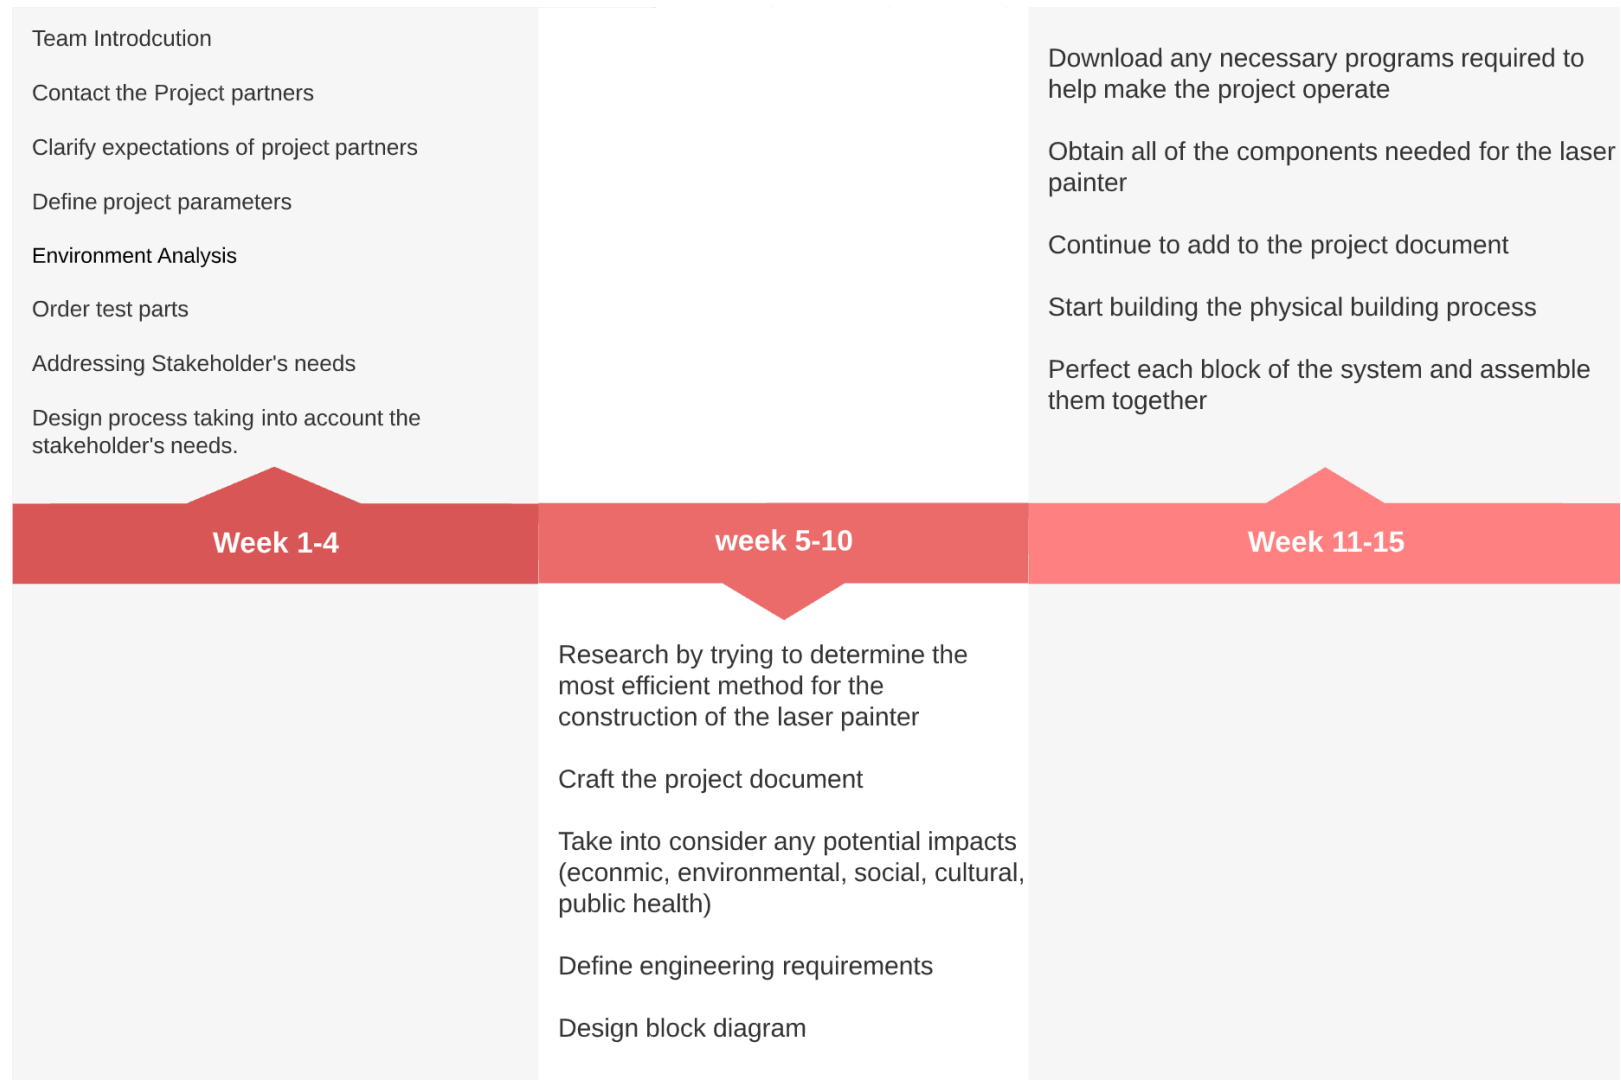 Team Introdcution
Contact the Project partners
Clarify expectations of project partners
Define project parameters
Environment Analysis
Order test parts
Addressing Stakeholder's needs
Design process taking into account the
stakeholder's needs.
Week 1-4
week 5-10
Research by trying to determine the
most efficient method for the
construction of the laser painter
Craft the project document
Take into consider any potential impacts
(econmic, environmental, social, cultural,
public health)
Define engineering requirements
Design block diagram
Download any necessary programs required to
help make the project operate
Obtain all of the components needed for the laser
painter
Continue to add to the project document
Start building the physical building process
Perfect each block of the system and assemble
them together
Week 11-15